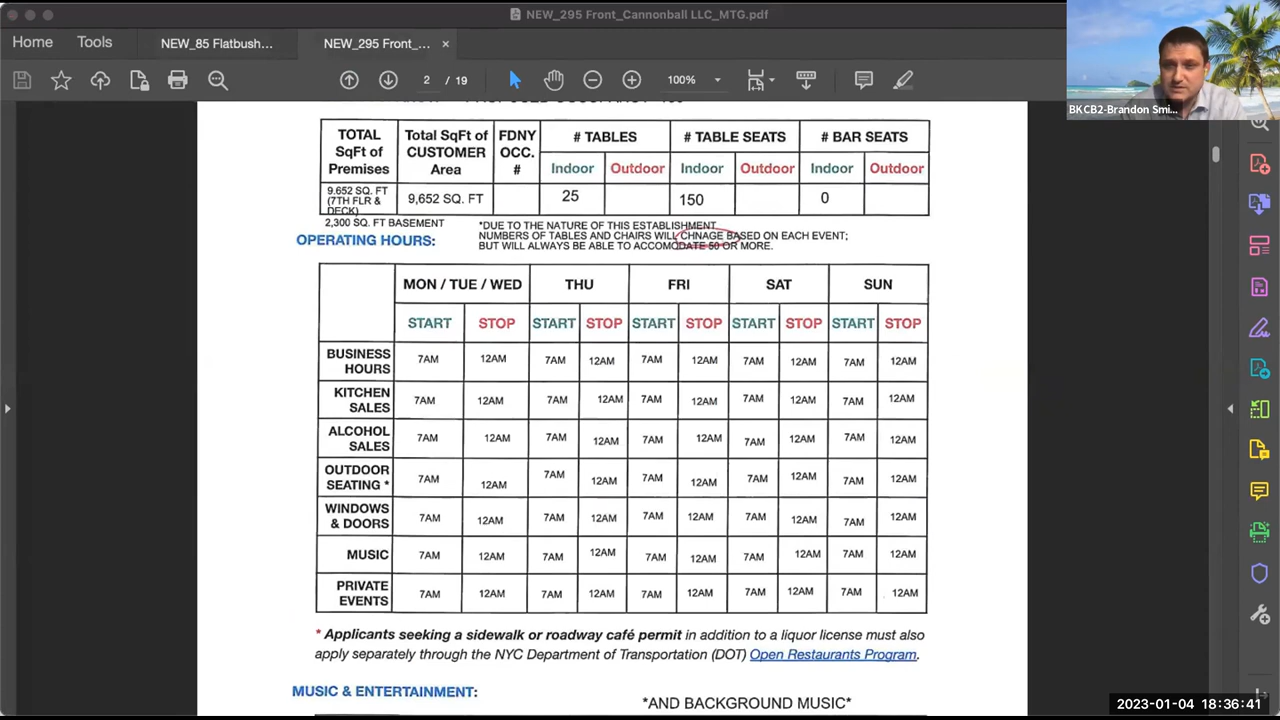 NEW_295 Front_Cannonball LLC_MTG.pdf
Home Tools NEW_85 Flatbush... NEW_295 Front_... ×
2 / 19 100%
BKCB2-Brandon Smi...
TOTAL SqFt of Premises Total SqFt of CUSTOMER Area FDNY OCC. # # TABLES # TABLE SEATS # BAR SEATS
Indoor Outdoor Indoor Outdoor Indoor Outdoor
9.652 SQ. FT (7TH FLR & DECK) 9,652 SQ. FT 25 150 0
2,300 SQ. FT BASEMENT
*DUE TO THE NATURE OF THIS ESTABLISHMENT
NUMBERS OF TABLES AND CHAIRS WILL CHNAGE BASED ON EACH EVENT;
BUT WILL ALWAYS BE ABLE TO ACCOMODATE 50 OR MORE.
OPERATING HOURS:
MON / TUE / WED THU FRI SAT SUN
START STOP START STOP START STOP START STOP START STOP
BUSINESS HOURS 7AM 12AM 7AM 12AM 7AM 12AM 7AM 12AM 7AM 12AM
KITCHEN SALES 7AM 12AM 7AM 12AM 7AM 12AM 7AM 12AM 7AM 12AM
ALCOHOL SALES 7AM 12AM 7AM 12AM 7AM 12AM 7AM 12AM 7AM 12AM
OUTDOOR SEATING * 7AM 12AM 7AM 12AM 7AM 12AM 7AM 12AM 7AM 12AM
WINDOWS & DOORS 7AM 12AM 7AM 12AM 7AM 12AM 7AM 12AM 7AM 12AM
MUSIC 7AM 12AM 7AM 12AM 7AM 12AM 7AM 12AM 7AM 12AM
PRIVATE EVENTS 7AM 12AM 7AM 12AM 7AM 12AM 7AM 12AM 7AM 12AM
* Applicants seeking a sidewalk or roadway café permit in addition to a liquor license must also
apply separately through the NYC Department of Transportation (DOT) Open Restaurants Program.
MUSIC & ENTERTAINMENT:
*AND BACKGROUND MUSIC*
2023-01-04 18:36:41